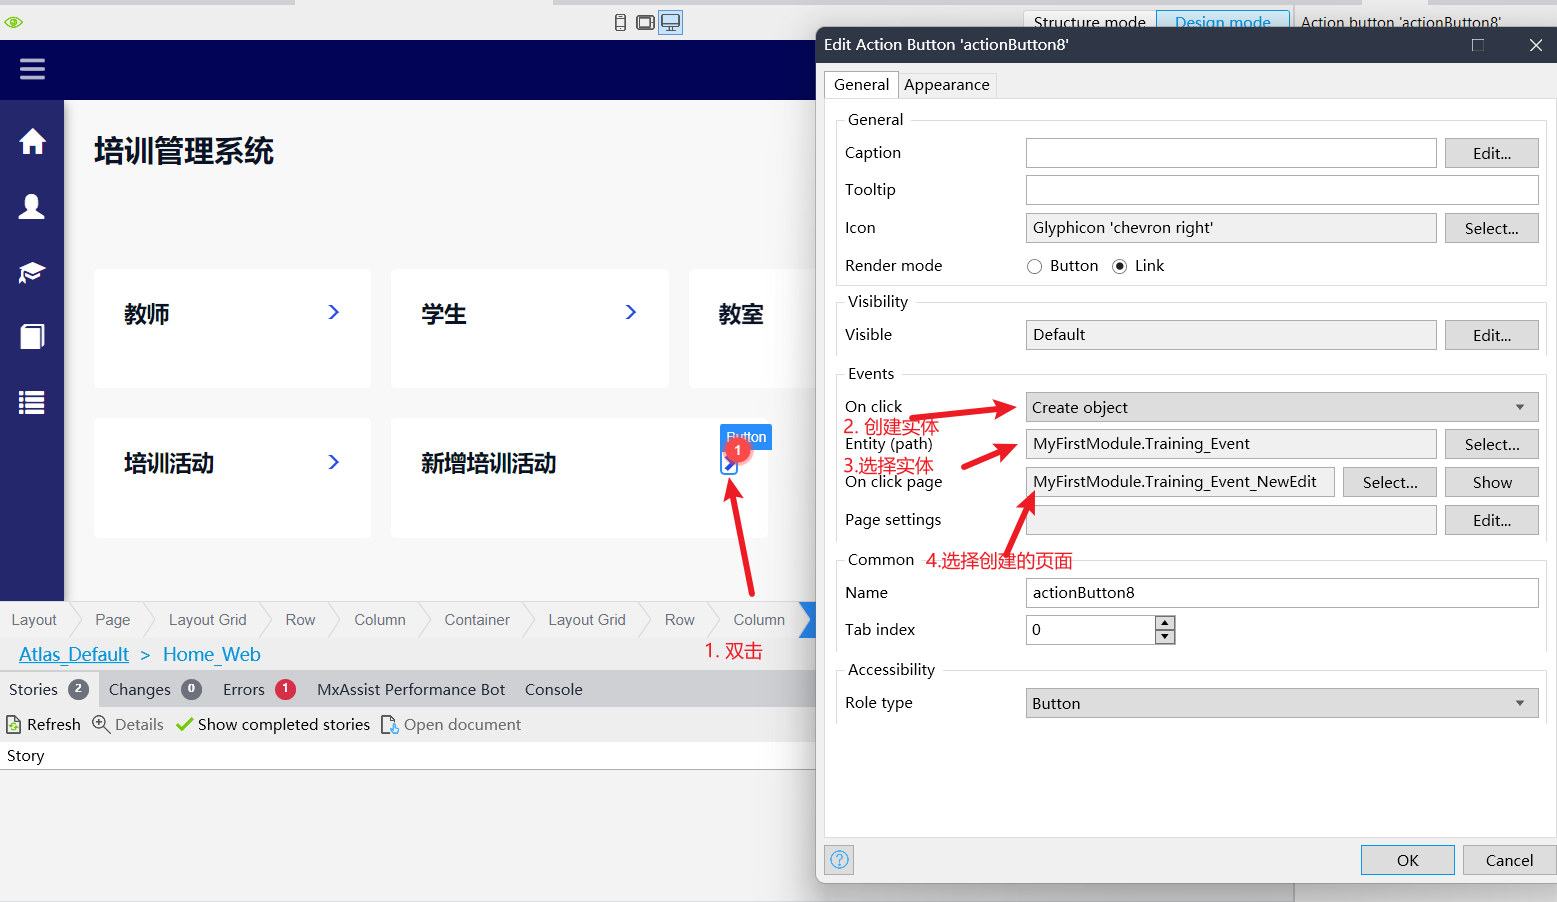 Structure mode
Design mode
Action button 'actionButton8'
Edit Action Button 'actionButton8'
General
Appearance
培训管理系统
教师
学生
教室
培训活动
新增培训活动
Button
1
1. 双击
General
Caption
Edit...
Tooltip
Icon
Glyphicon 'chevron right'
Select...
Render mode
Button
Link
Visibility
Visible
Default
Edit...
Events
On click
Create object
2. 创建实体
Entity (path)
MyFirstModule.Training_Event
Select...
3.选择实体
On click page
MyFirstModule.Training_Event_NewEdit
Select...
Show
Page settings
Edit...
Common
4.选择创建的页面
Name
actionButton8
Tab index
0
Accessibility
Role type
Button
OK
Cancel
Layout
Page
Layout Grid
Row
Column
Container
Layout Grid
Row
Column
Atlas_Default > Home_Web
Stories 2
Changes 0
Errors 1
MxAssist Performance Bot
Console
Refresh
Details
Show completed stories
Open document
Story